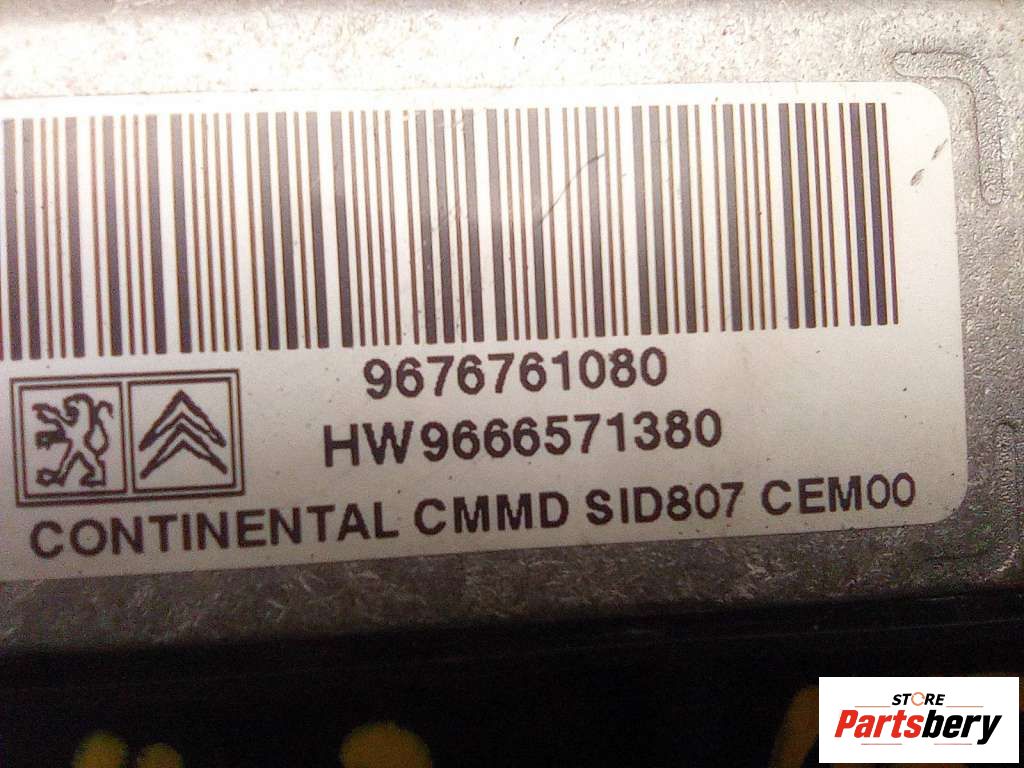 9676761080
HW9666571380
CONTINENTAL CMMD SID807 CEM00
STORE
Partsbery